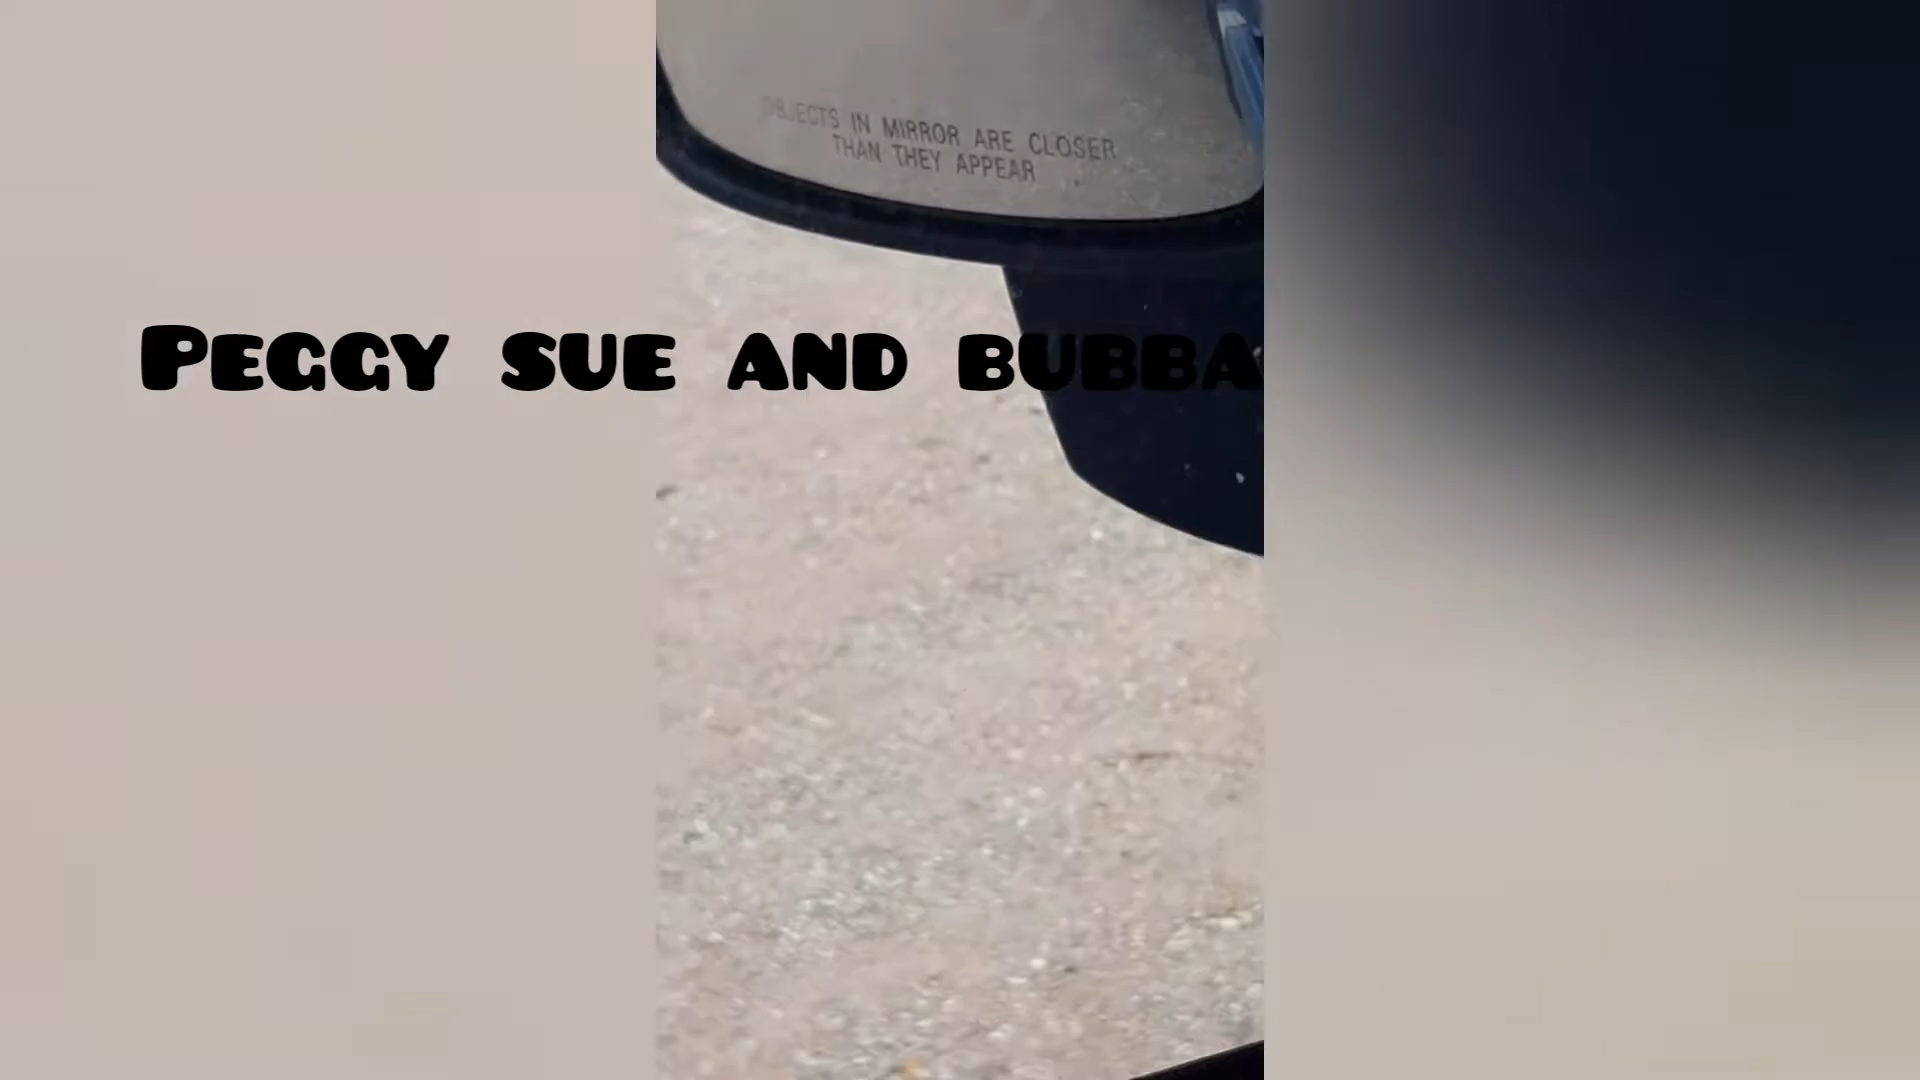 OBJECTS IN MIRROR ARE CLOSER
THAN THEY APPEAR
Peggy sue and bubba